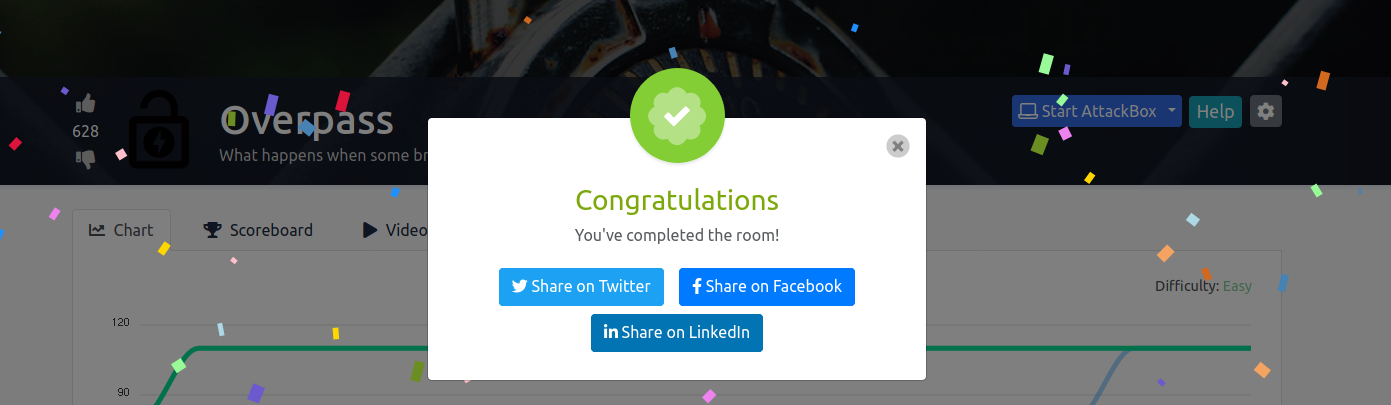 628
Overpass
What happens when some br
Start AttackBox
Help
Congratulations
You've completed the room!
Share on Twitter
Share on Facebook
Share on LinkedIn
Chart
Scoreboard
Video
Difficulty: Easy
120
90